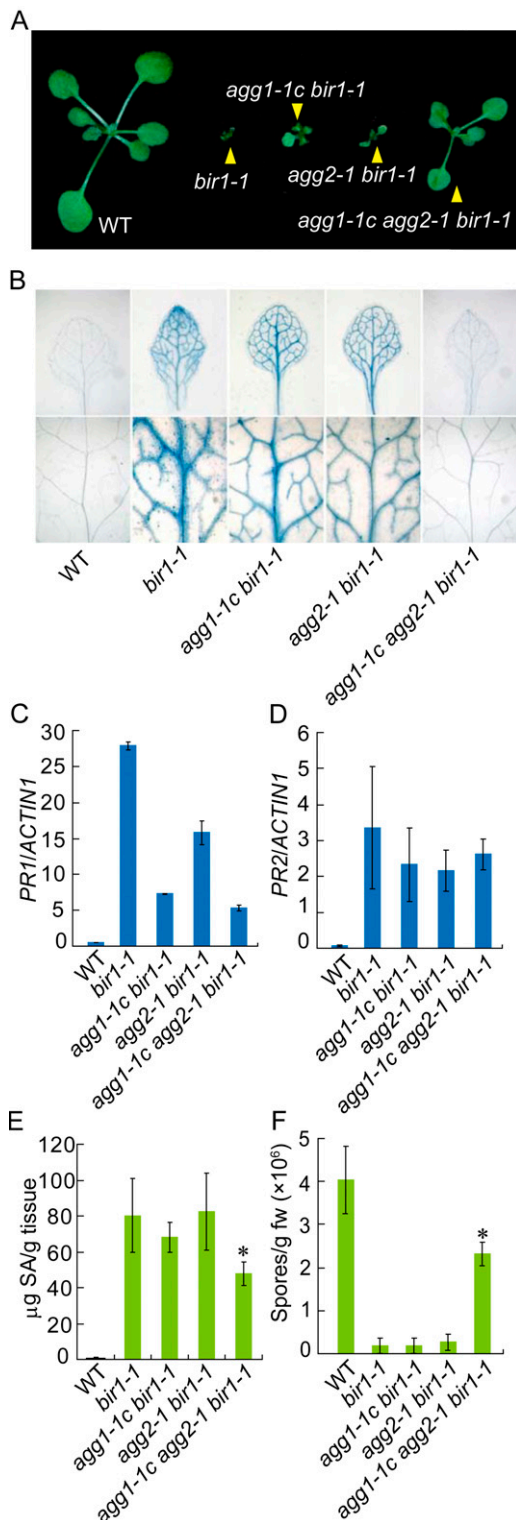 A
agg1-1c bir1-1
bir1-1
agg2-1 bir1-1
WT
agg1-1c agg2-1 bir1-1
B
WT
bir1-1
agg1-1c bir1-1
agg2-1 bir1-1
agg1-1c agg2-1 bir1-1
C
PR1/ACTIN1
30
25
20
15
10
5
0
WT
bir1-1
agg1-1c bir1-1
agg2-1 bir1-1
agg1-1c agg2-1 bir1-1
D
PR2/ACTIN1
6
5
4
3
2
1
0
WT
bir1-1
agg1-1c bir1-1
agg2-1 bir1-1
agg1-1c agg2-1 bir1-1
E
µg SA/g tissue
120
100
80
60
40
20
0
*
WT
bir1-1
agg1-1c bir1-1
agg2-1 bir1-1
agg1-1c agg2-1 bir1-1
F
Spores/g fw (×10⁶)
5
4
3
2
1
0
*
WT
bir1-1
agg1-1c bir1-1
agg2-1 bir1-1
agg1-1c agg2-1 bir1-1